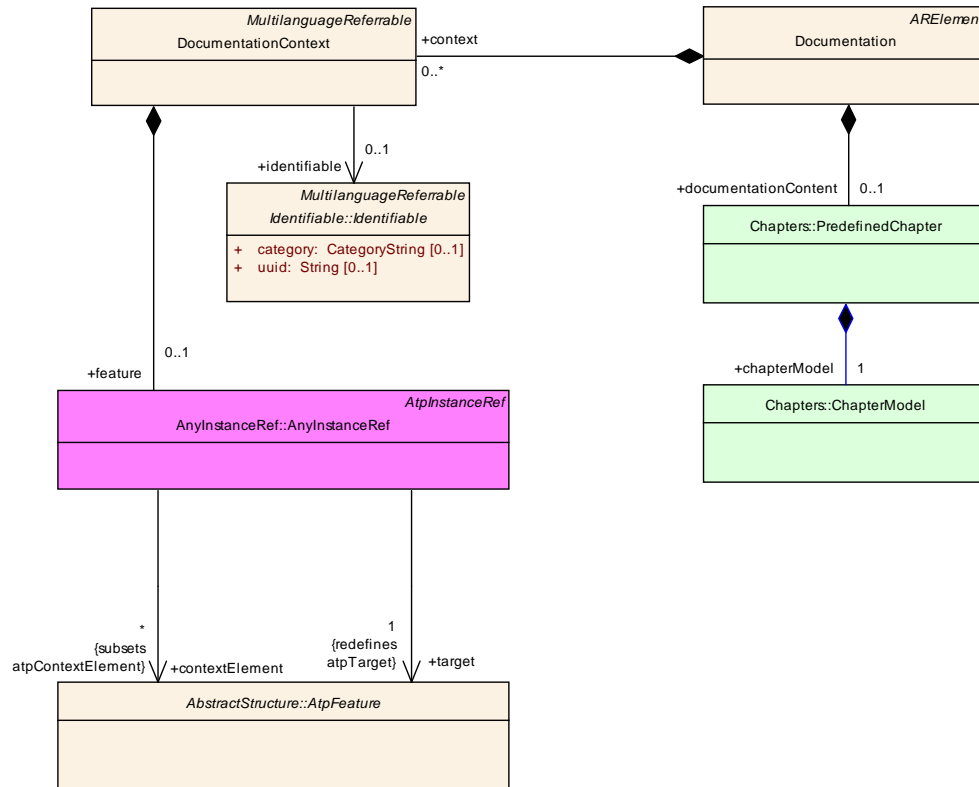 MultilanguageReferrable
DocumentationContext
+context
0..*
ARElemen
Documentation
0..1
+identifiable
+documentationContent
0..1
MultilanguageReferrable
Identifiable::Identifiable
+ category: CategoryString [0..1]
+ uuid: String [0..1]
Chapters::PredefinedChapter
0..1
+feature
+chapterModel
1
AtpInstanceRef
AnyInstanceRef::AnyInstanceRef
Chapters::ChapterModel
*
{subsets
atpContextElement}
+contextElement
1
{redefines
atpTarget}
+target
AbstractStructure::AtpFeature